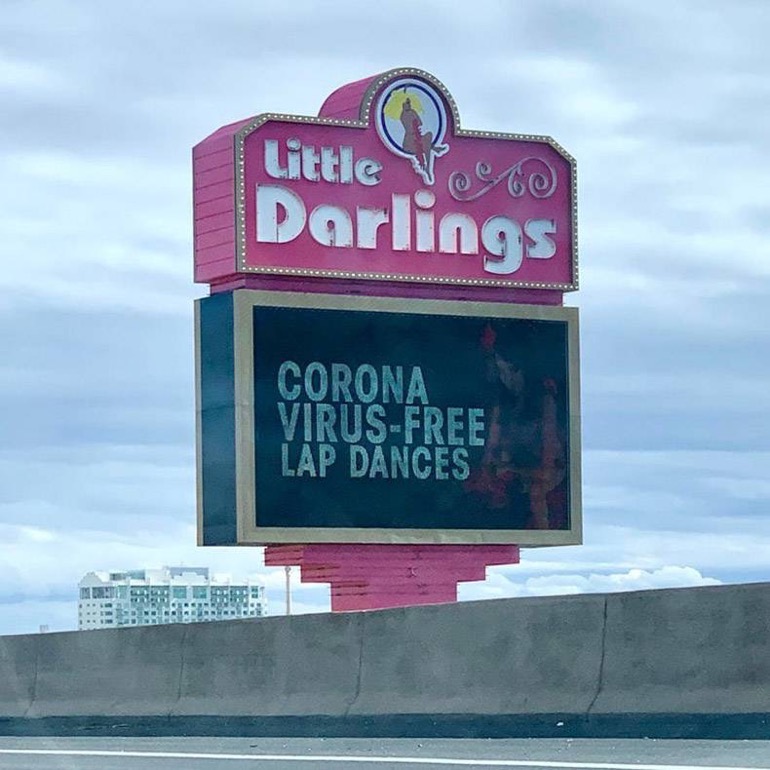 Little
Darlings
CORONA
VIRUS-FREE
LAP DANCES